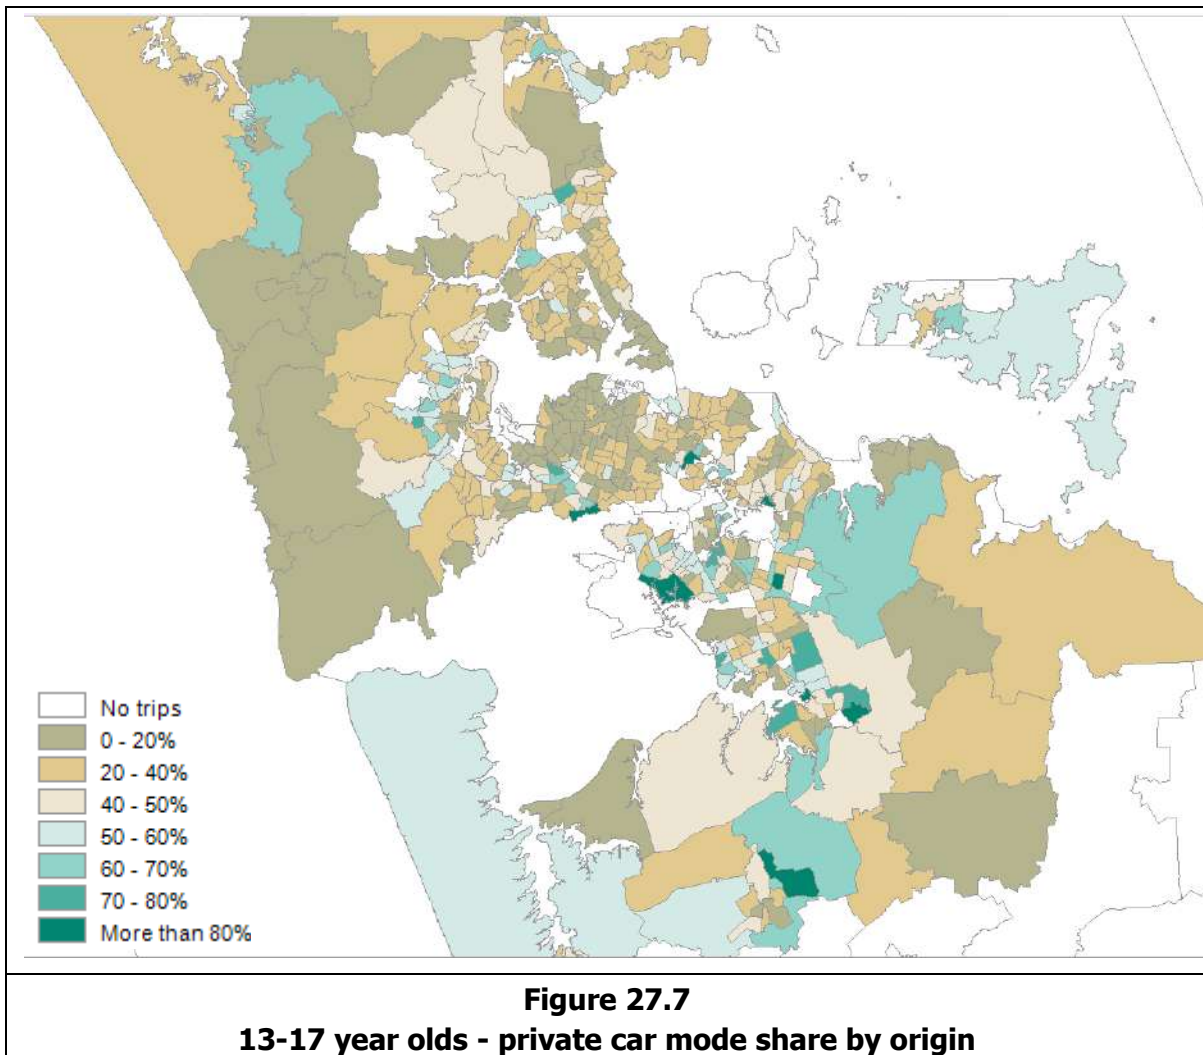 No trips
0 - 20%
20 - 40%
40 - 50%
50 - 60%
60 - 70%
70 - 80%
More than 80%
Figure 27.7
13-17 year olds - private car mode share by origin